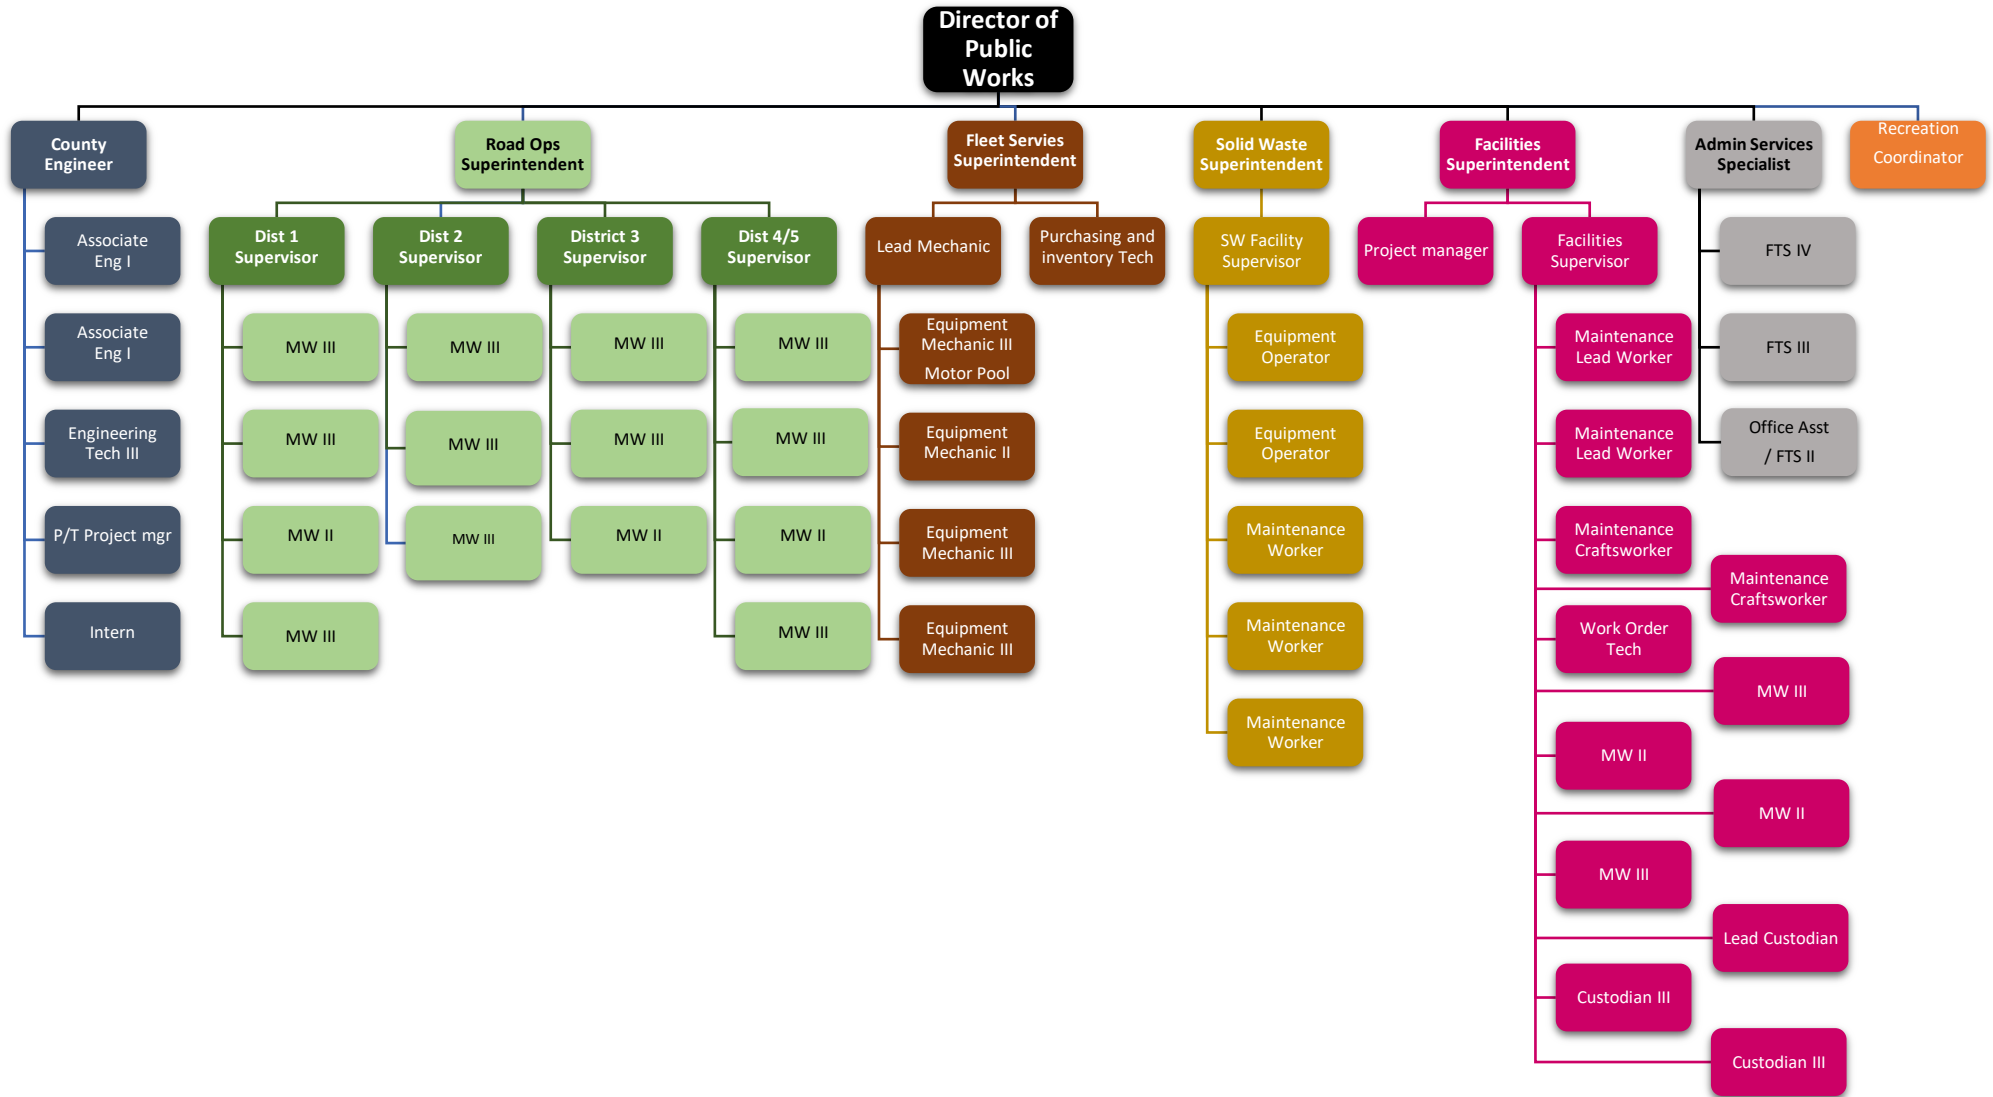 Director of
Public
Works
County
Engineer
Road Ops
Superintendent
Fleet Servies
Superintendent
Solid Waste
Superintendent
Facilities
Superintendent
Admin Services
Specialist
Recreation
Coordinator
Associate
Eng I
Associate
Eng I
Engineering
Tech III
P/T Project mgr
Intern
Dist 1
Supervisor
MW III
MW III
MW II
MW III
Dist 2
Supervisor
MW III
MW III
MW III
District 3
Supervisor
MW III
MW III
MW II
Dist 4/5
Supervisor
MW III
MW III
MW II
MW III
Lead Mechanic
Equipment
Mechanic III
Motor Pool
Equipment
Mechanic II
Equipment
Mechanic III
Equipment
Mechanic III
Purchasing and
inventory Tech
SW Facility
Supervisor
Equipment
Operator
Equipment
Operator
Maintenance
Worker
Maintenance
Worker
Maintenance
Worker
Project manager
Facilities
Supervisor
Maintenance
Lead Worker
Maintenance
Lead Worker
Maintenance
Craftsworker
Maintenance
Craftsworker
Work Order
Tech
MW III
MW II
MW II
MW III
Lead Custodian
Custodian III
Custodian III
FTS IV
FTS III
Office Asst
/ FTS II